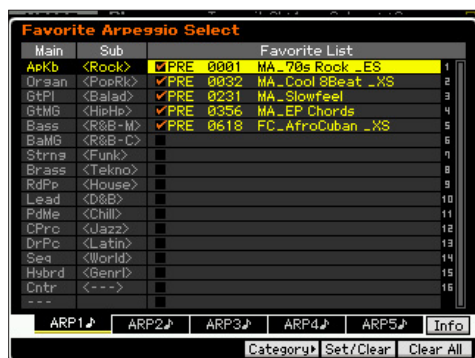 Favorite Arpeggio Select
Main Sub Favorite List
ApKb <Rock> PRE 0001 MA_70s Rock _ES 1
Organ <PopRk> PRE 0032 MA_Cool 8Beat _XS 2
GtPl <Balad> PRE 0231 MA_Slowfeel 3
GtMG <HipHp> PRE 0356 MA_EP Chords 4
Bass <R&B-M> PRE 0618 FC_AfroCuban _XS 5
BaMG <R&B-C> 6
Strng <Funk> 7
Brass <Tekno> 8
RdPp <House> 9
Lead <D&B> 10
PdMe <Chill> 11
CPrc <Jazz> 12
DrPc <Latin> 13
Seq <World> 14
Hybrd <Genrl> 15
Cntr <---> 16
---
ARP1♪ ARP2♪ ARP3♪ ARP4♪ ARP5♪ Info
Category Set/Clear Clear All